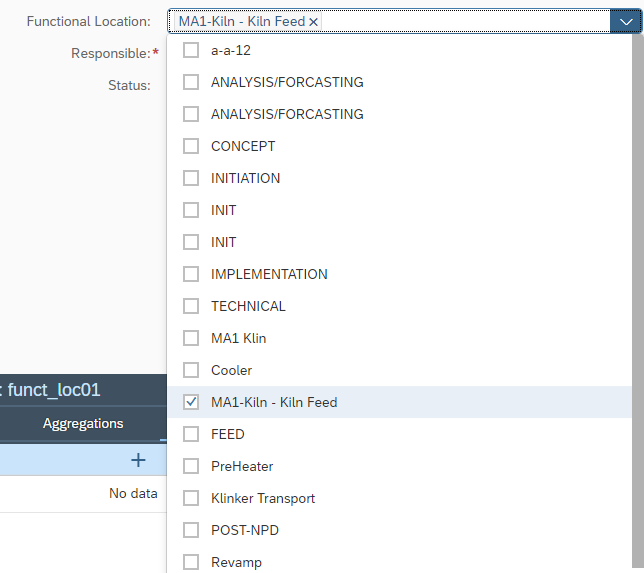 Functional Location: MA1-Kiln - Kiln Feed
Responsible:*
Status:
a-a-12
ANALYSIS/FORCASTING
ANALYSIS/FORCASTING
CONCEPT
INITIATION
INIT
INIT
IMPLEMENTATION
TECHNICAL
MA1 Klin
Cooler
MA1-Kiln - Kiln Feed
FEED
PreHeater
Klinker Transport
POST-NPD
Revamp
: funct_loc01
Aggregations
No data